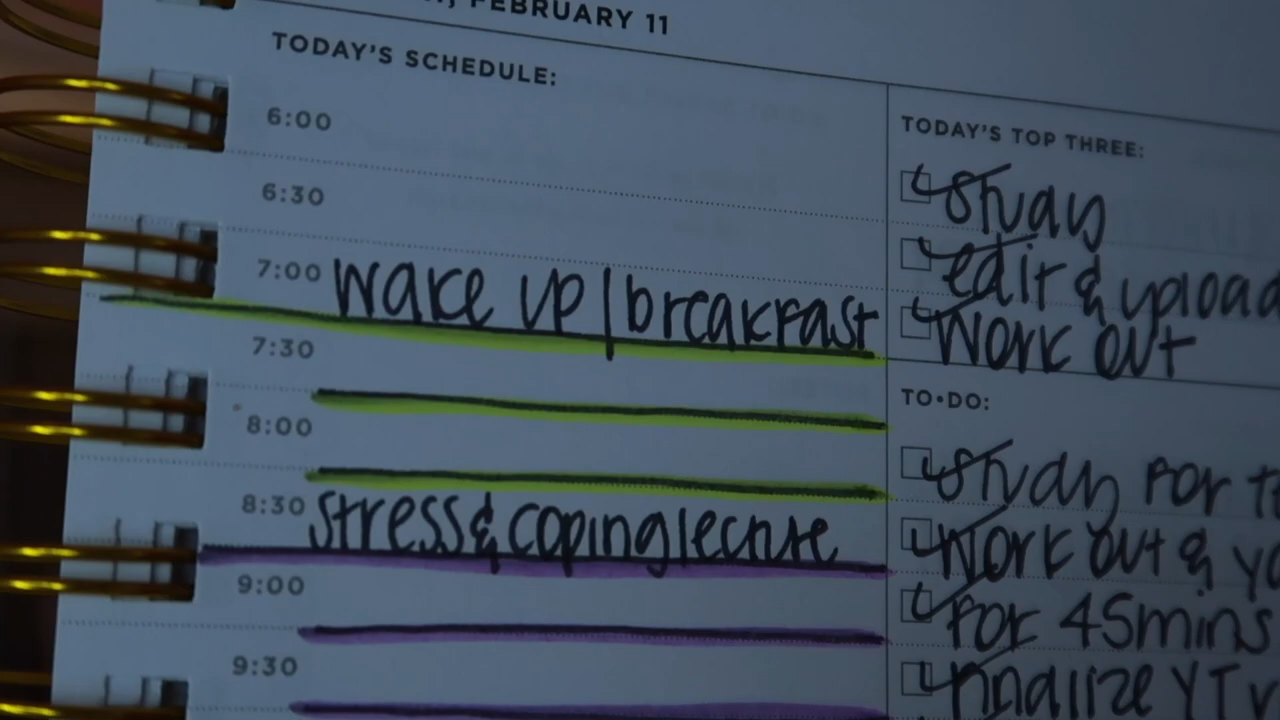 FEBRUARY 11
TODAY'S SCHEDULE:
6:00
6:30
7:00 wake up | breakfast
7:30
8:00
8:30 stress & coping lecture
9:00
9:30
TODAY'S TOP THREE:
study
edit & upload
work out
TO•DO:
study for
work out &
for 45 mins
finalize YT